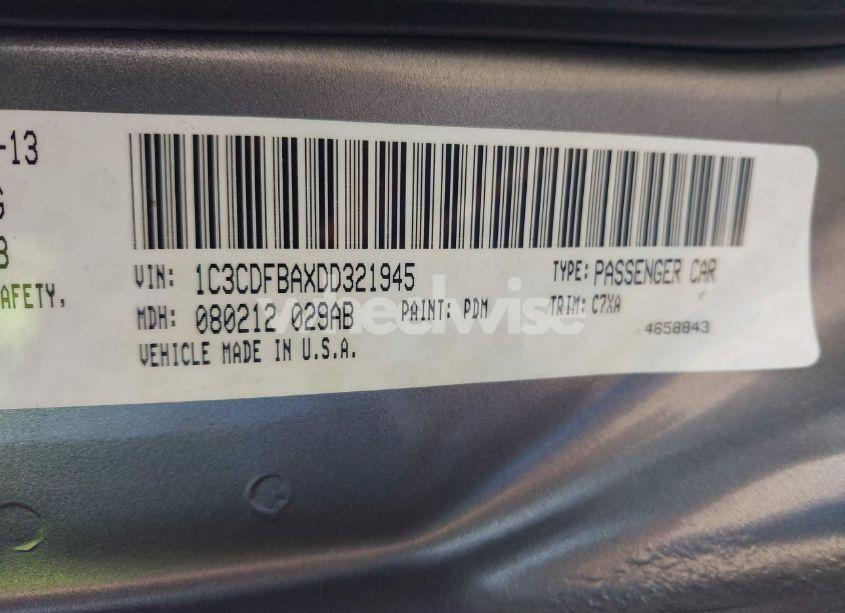 -13
G
8
AFETY,
VIN: 1C3CDFBAXDD321945
TYPE: PASSENGER CAR
MDH: 080212 029AB
PAINT: PDM
TRIM: C7XA
VEHICLE MADE IN U.S.A.
4658843
wheelwise